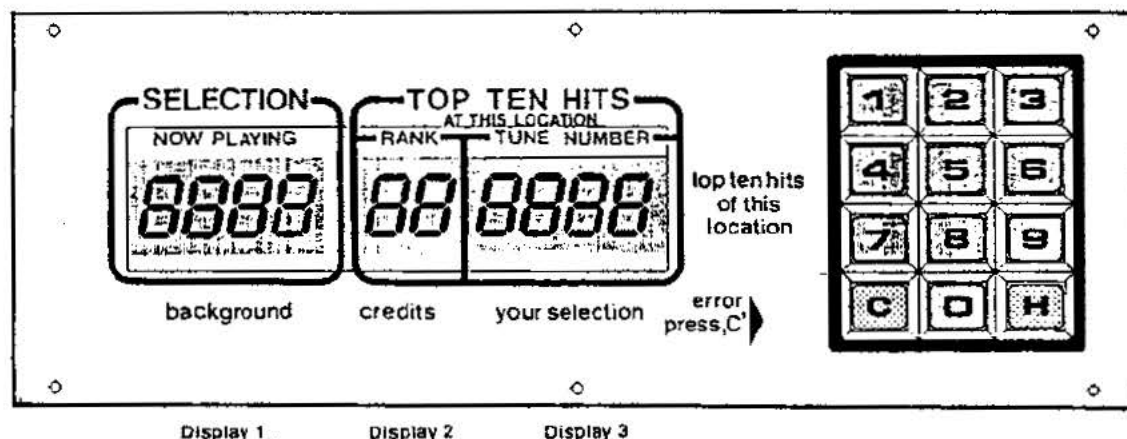 SELECTION
TOP TEN HITS
AT THIS LOCATION
NOW PLAYING
RANK
TUNE NUMBER
8888
88
8888
top ten hits
of this
location
background
credits
your selection
error
press,C'
1 2 3
4 5 6
7 8 9
C 0 H
Display 1
Display 2
Display 3